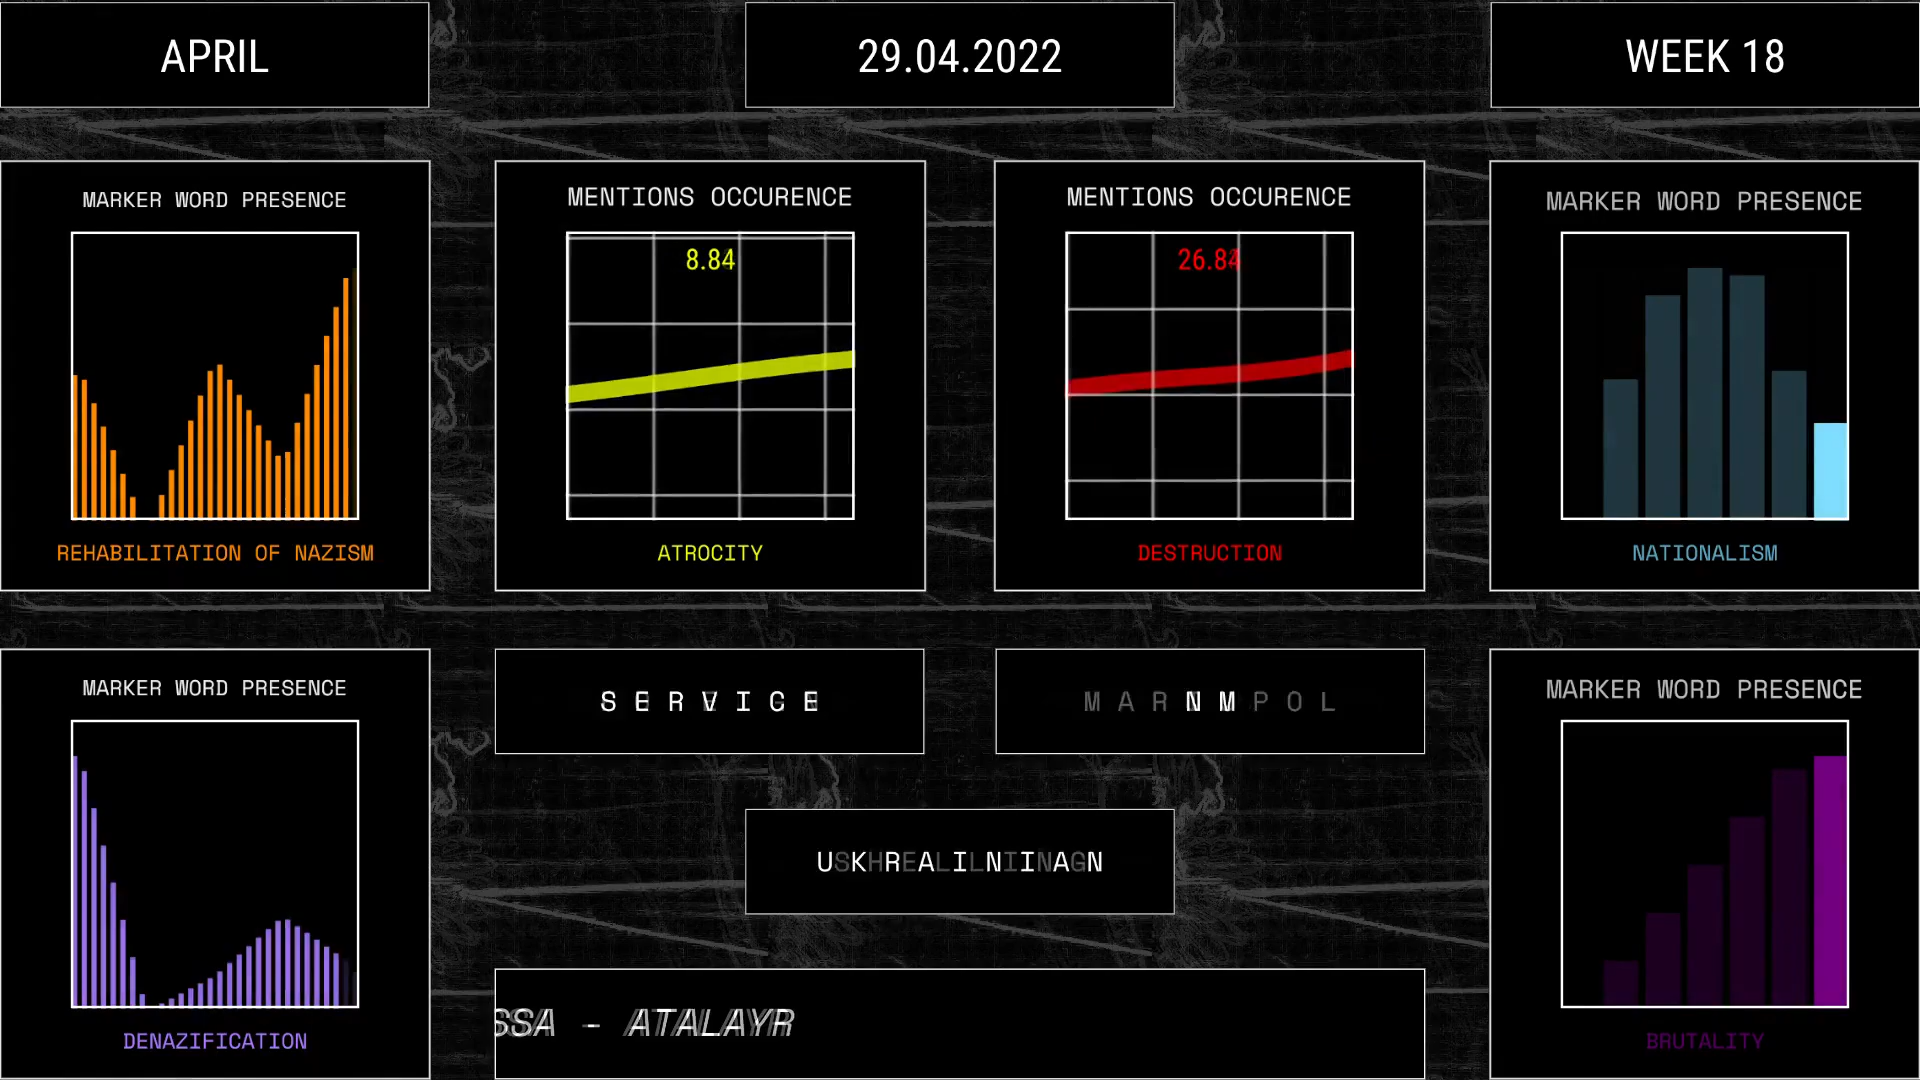 APRIL
29.04.2022
WEEK 18
MARKER WORD PRESENCE
REHABILITATION OF NAZISM
MENTIONS OCCURENCE
8.84
ATROCITY
MENTIONS OCCURENCE
26.84
DESTRUCTION
MARKER WORD PRESENCE
NATIONALISM
MARKER WORD PRESENCE
DENAZIFICATION
MARKER WORD PRESENCE
BRUTALITY
SSA - ATALAYR